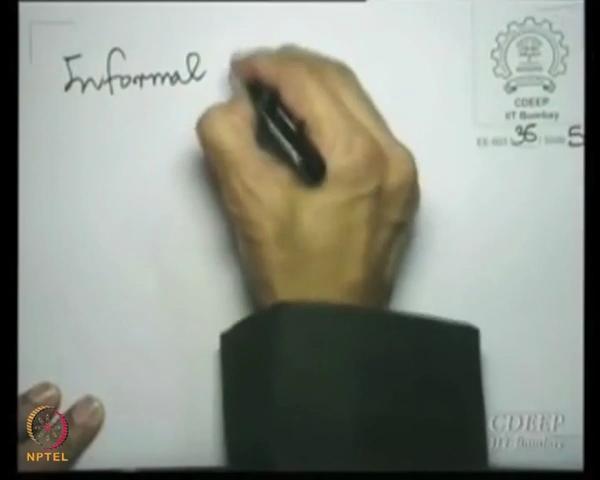 Informal
CDEEP
IIT Bombay
36
5
CDEEP
IIT Bombay
NPTEL